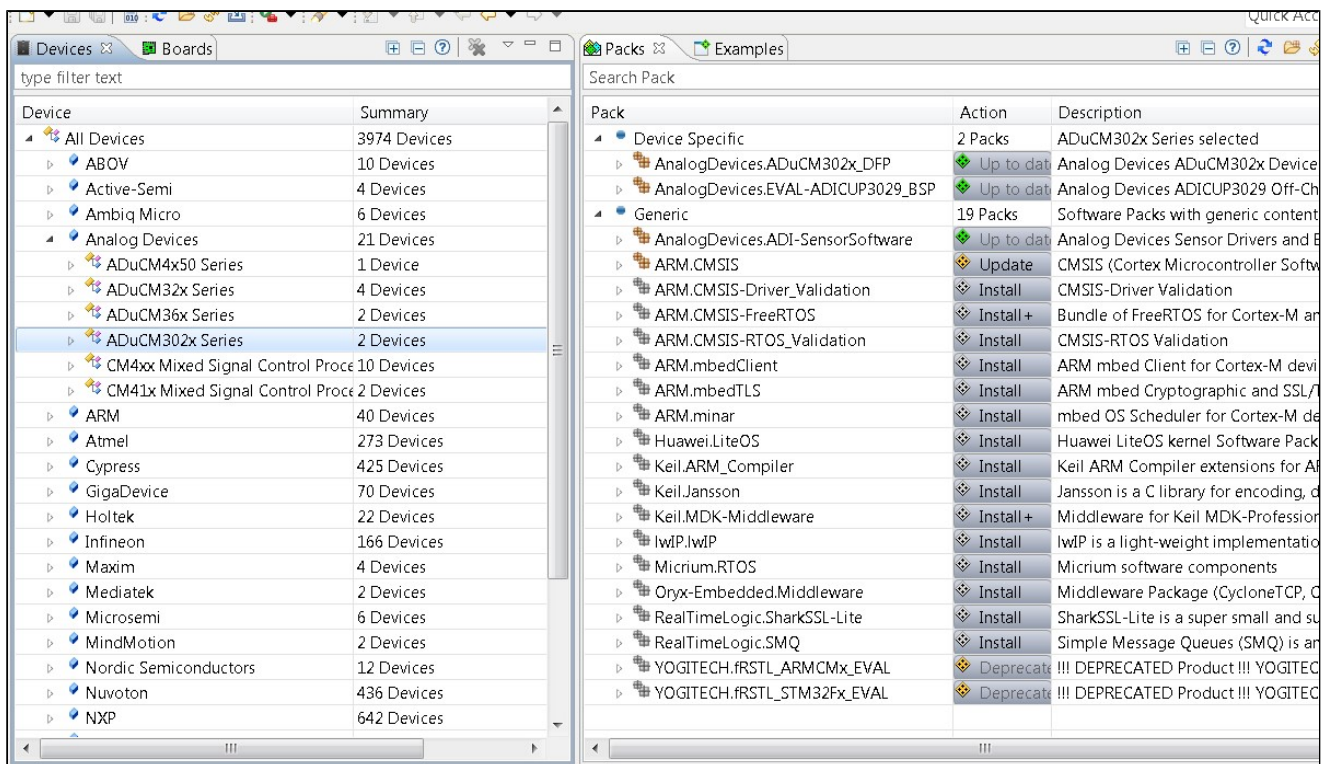 Quick Acc
Devices Boards
type filter text
Device Summary
All Devices 3974 Devices
ABOV 10 Devices
Active-Semi 4 Devices
Ambiq Micro 6 Devices
Analog Devices 21 Devices
ADuCM4x50 Series 1 Device
ADuCM32x Series 4 Devices
ADuCM36x Series 2 Devices
ADuCM302x Series 2 Devices
CM4xx Mixed Signal Control Proce 10 Devices
CM41x Mixed Signal Control Proce 2 Devices
ARM 40 Devices
Atmel 273 Devices
Cypress 425 Devices
GigaDevice 70 Devices
Holtek 22 Devices
Infineon 166 Devices
Maxim 4 Devices
Mediatek 2 Devices
Microsemi 6 Devices
MindMotion 2 Devices
Nordic Semiconductors 12 Devices
Nuvoton 436 Devices
NXP 642 Devices
Packs Examples
Search Pack
Pack Action Description
Device Specific 2 Packs ADuCM302x Series selected
AnalogDevices.ADuCM302x_DFP Up to dat Analog Devices ADuCM302x Device
AnalogDevices.EVAL-ADICUP3029_BSP Up to dat Analog Devices ADICUP3029 Off-Ch
Generic 19 Packs Software Packs with generic content
AnalogDevices.ADI-SensorSoftware Up to dat Analog Devices Sensor Drivers and E
ARM.CMSIS Update CMSIS (Cortex Microcontroller Softw
ARM.CMSIS-Driver_Validation Install CMSIS-Driver Validation
ARM.CMSIS-FreeRTOS Install+ Bundle of FreeRTOS for Cortex-M an
ARM.CMSIS-RTOS_Validation Install CMSIS-RTOS Validation
ARM.mbedClient Install ARM mbed Client for Cortex-M devi
ARM.mbedTLS Install ARM mbed Cryptographic and SSL/T
ARM.minar Install mbed OS Scheduler for Cortex-M de
Huawei.LiteOS Install Huawei LiteOS kernel Software Pack
Keil.ARM_Compiler Install Keil ARM Compiler extensions for AR
Keil.Jansson Install Jansson is a C library for encoding, d
Keil.MDK-Middleware Install+ Middleware for Keil MDK-Profession
lwIP.lwIP Install lwIP is a light-weight implementatio
Micrium.RTOS Install Micrium software components
Oryx-Embedded.Middleware Install Middleware Package (CycloneTCP, C
RealTimeLogic.SharkSSL-Lite Install SharkSSL-Lite is a super small and su
RealTimeLogic.SMQ Install Simple Message Queues (SMQ) is an
YOGITECH.fRSTL_ARMCMx_EVAL Deprecate !!! DEPRECATED Product !!! YOGITEC
YOGITECH.fRSTL_STM32Fx_EVAL Deprecate !!! DEPRECATED Product !!! YOGITEC